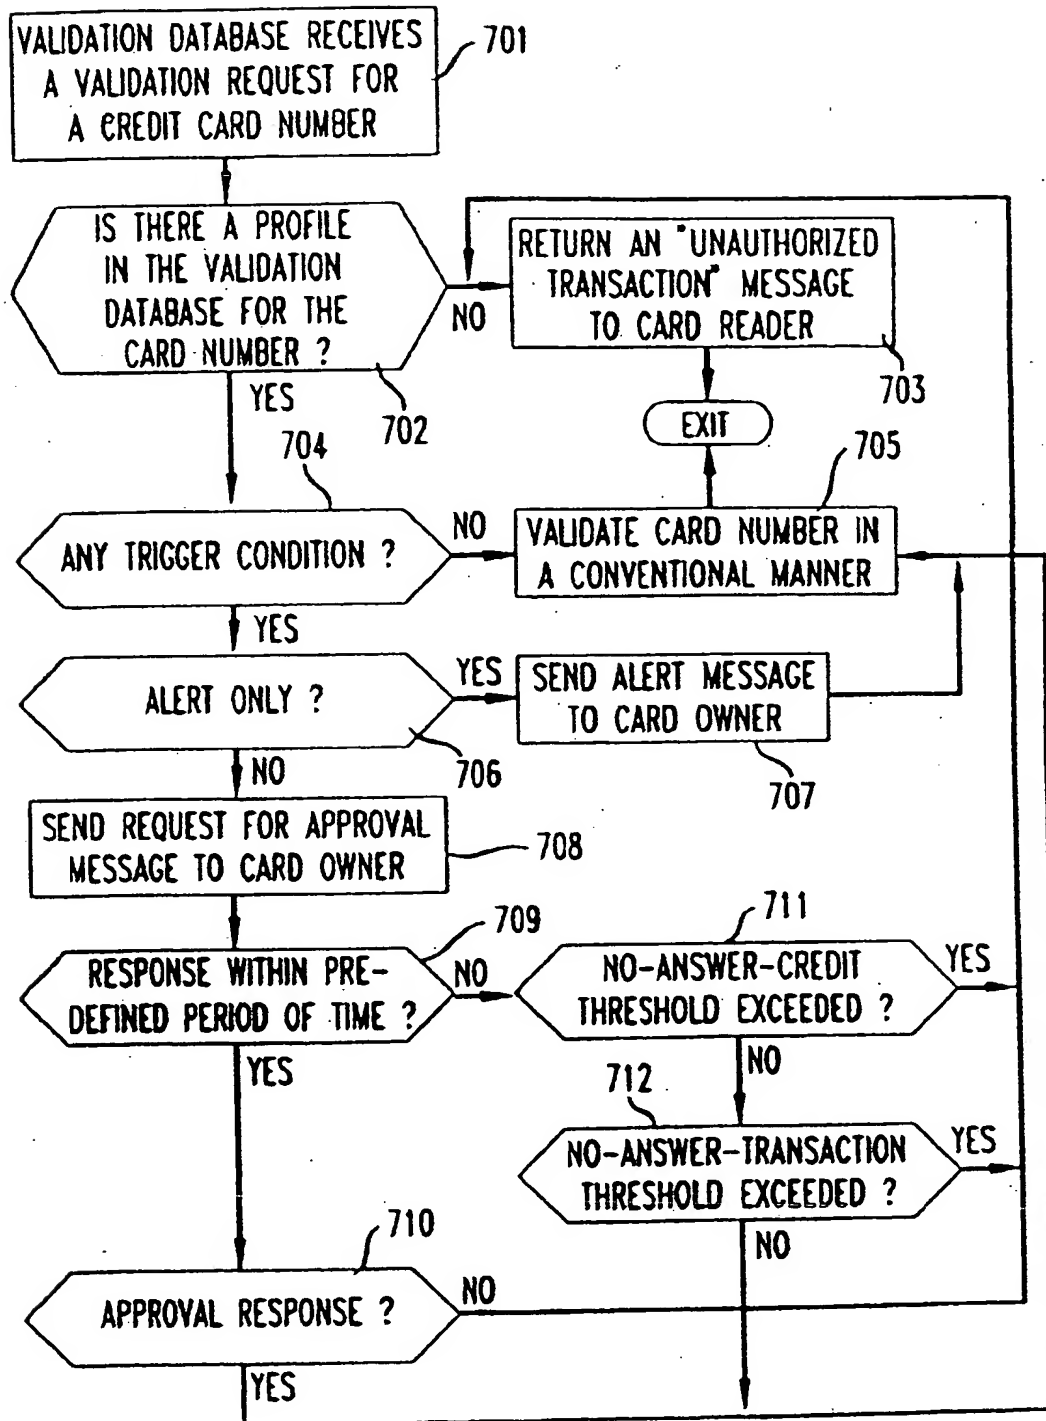 VALIDATION DATABASE RECEIVES
A VALIDATION REQUEST FOR
A CREDIT CARD NUMBER
701
IS THERE A PROFILE
IN THE VALIDATION
DATABASE FOR THE
CARD NUMBER ?
NO
RETURN AN "UNAUTHORIZED
TRANSACTION" MESSAGE
TO CARD READER
703
YES
702
EXIT
704
705
ANY TRIGGER CONDITION ?
NO
VALIDATE CARD NUMBER IN
A CONVENTIONAL MANNER
YES
ALERT ONLY ?
YES
SEND ALERT MESSAGE
TO CARD OWNER
706
707
NO
SEND REQUEST FOR APPROVAL
MESSAGE TO CARD OWNER
708
709
711
RESPONSE WITHIN PRE-
DEFINED PERIOD OF TIME ?
NO
NO-ANSWER-CREDIT
THRESHOLD EXCEEDED ?
YES
YES
NO
712
NO-ANSWER-TRANSACTION
THRESHOLD EXCEEDED ?
YES
NO
710
APPROVAL RESPONSE ?
NO
YES